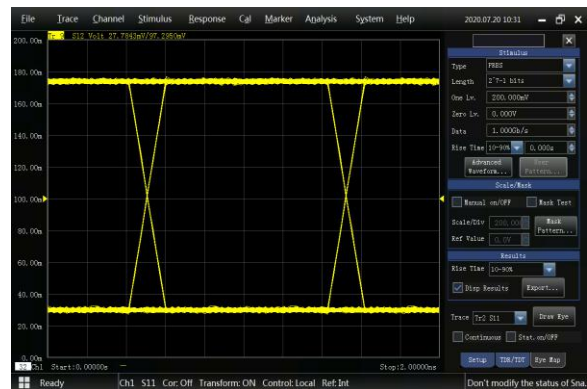 File Trace Channel Stimulus Response Cal Marker Analysis System Help 2020.07.20 10:31
Tr 2 S12 Volt 27.7843mV/97.2950mV
200.00m
180.00m
160.00m
140.00m
120.00m
100.00m
80.00m
60.00m
40.00m
20.00m
0.00m
Stimulus
Type PRBS
Length 2^7-1 bits
One Lv. 200.000mV
Zero Lv. 0.000V
Data 1.000Gb/s
Rise Time 10-90% 0.000s
Advanced
Waveform...
Pattern...
Scale/Mask
Manual on/OFF Mask Test
Scale/Div 200.00
Mask
Pattern...
Ref Value 0.0V
Results
Rise Time 10-90%
Disp Results Export...
Trace Tr2 S11 Draw Eye
Continuous Stat.on/OFF
Setup TDR/TDT Eye Map
Ch1 Start:0.00000s Stop:2.00000ns
Ready Ch1 S11 Cor: Off Transform: ON Control: Local Ref: Int Don't modify the status of Sna